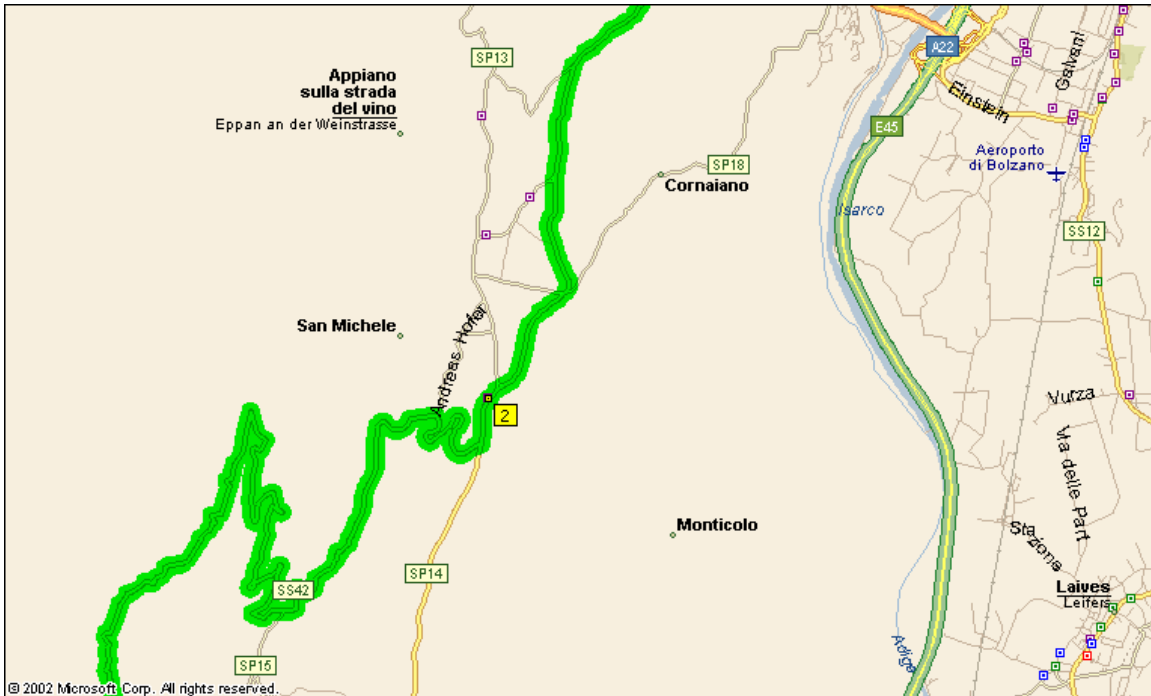 SP13
A22
Galvani
Appiano
sulla strada
del vino
Eppan an der Weinstrasse
Einstein
E45
Aeroporto
di Bolzano
SP18
Cornaiano
Isarco
SS12
San Michele
Andreas Hofer
2
Vurza
Via delle Part
Monticolo
Stazione
SP14
SS42
Laives
Leifers
Adige
SP15
© 2002 Microsoft Corp. All rights reserved.